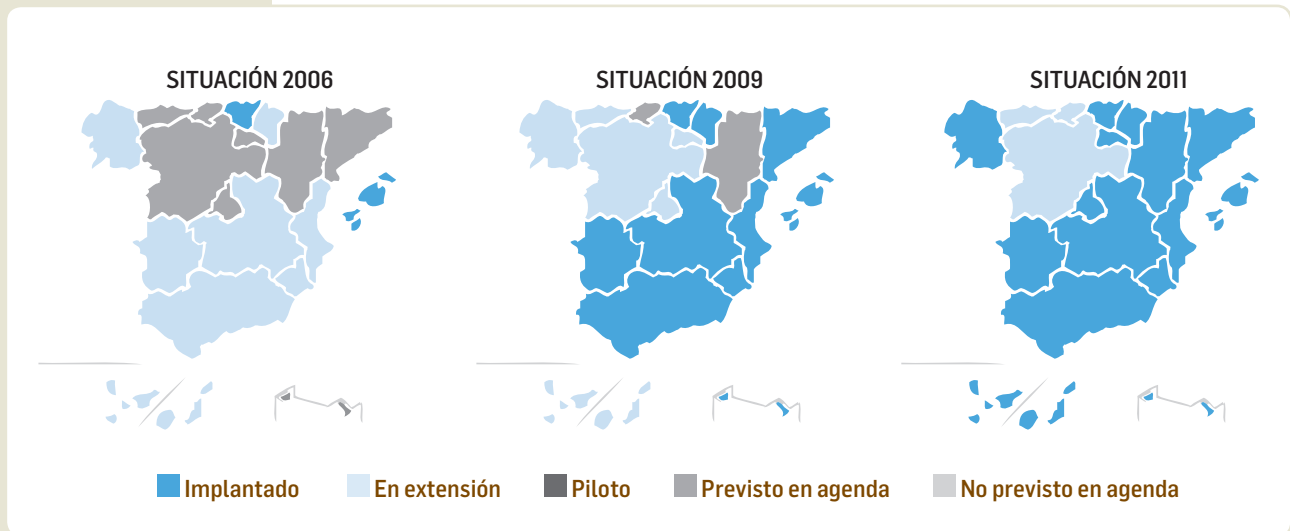 SITUACIÓN 2006 SITUACIÓN 2009 SITUACIÓN 2011
Implantado En extensión Piloto Previsto en agenda No previsto en agenda